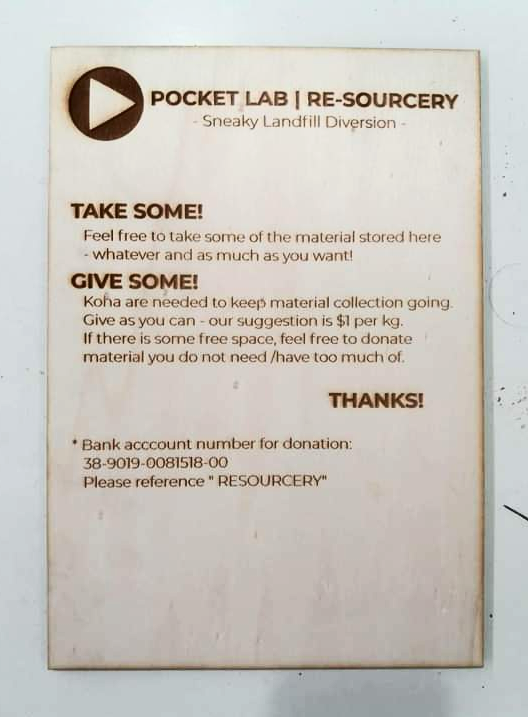 POCKET LAB | RE-SOURCERY
- Sneaky Landfill Diversion -
TAKE SOME!
Feel free to take some of the material stored here
- whatever and as much as you want!
GIVE SOME!
Koha are needed to keep material collection going.
Give as you can - our suggestion is $1 per kg.
If there is some free space, feel free to donate
material you do not need /have too much of.
THANKS!
* Bank acccount number for donation:
38-9019-0081518-00
Please reference " RESOURCERY"